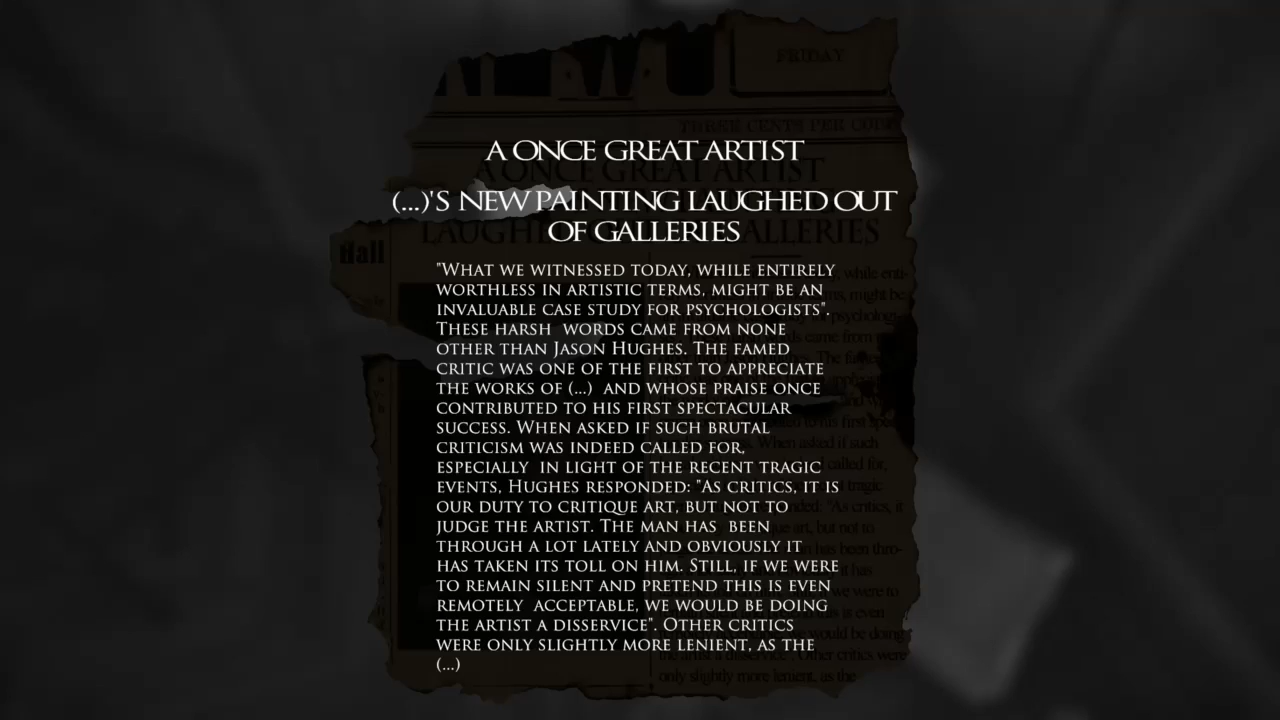 FRIDAY
THREE CENTS PER COPY
A ONCE GREAT ARTIST
(...)'S NEW PAINTING LAUGHED OUT
OF GALLERIES
Hall
"WHAT WE WITNESSED TODAY, WHILE ENTIRELY
WORTHLESS IN ARTISTIC TERMS, MIGHT BE AN
INVALUABLE CASE STUDY FOR PSYCHOLOGISTS".
THESE HARSH  WORDS CAME FROM NONE
OTHER THAN JASON HUGHES. THE FAMED
CRITIC WAS ONE OF THE FIRST TO APPRECIATE
THE WORKS OF (...)  AND WHOSE PRAISE ONCE
CONTRIBUTED TO HIS FIRST SPECTACULAR
SUCCESS. WHEN ASKED IF SUCH BRUTAL
CRITICISM WAS INDEED CALLED FOR,
ESPECIALLY  IN LIGHT OF THE RECENT TRAGIC
EVENTS, HUGHES RESPONDED: "AS CRITICS, IT IS
OUR DUTY TO CRITIQUE ART, BUT NOT TO
JUDGE THE ARTIST. THE MAN HAS  BEEN
THROUGH A LOT LATELY AND OBVIOUSLY IT
HAS TAKEN ITS TOLL ON HIM. STILL, IF WE WERE
TO REMAIN SILENT AND PRETEND THIS IS EVEN
REMOTELY  ACCEPTABLE, WE WOULD BE DOING
THE ARTIST A DISSERVICE". OTHER CRITICS
WERE ONLY SLIGHTLY MORE LENIENT, AS THE
(...)